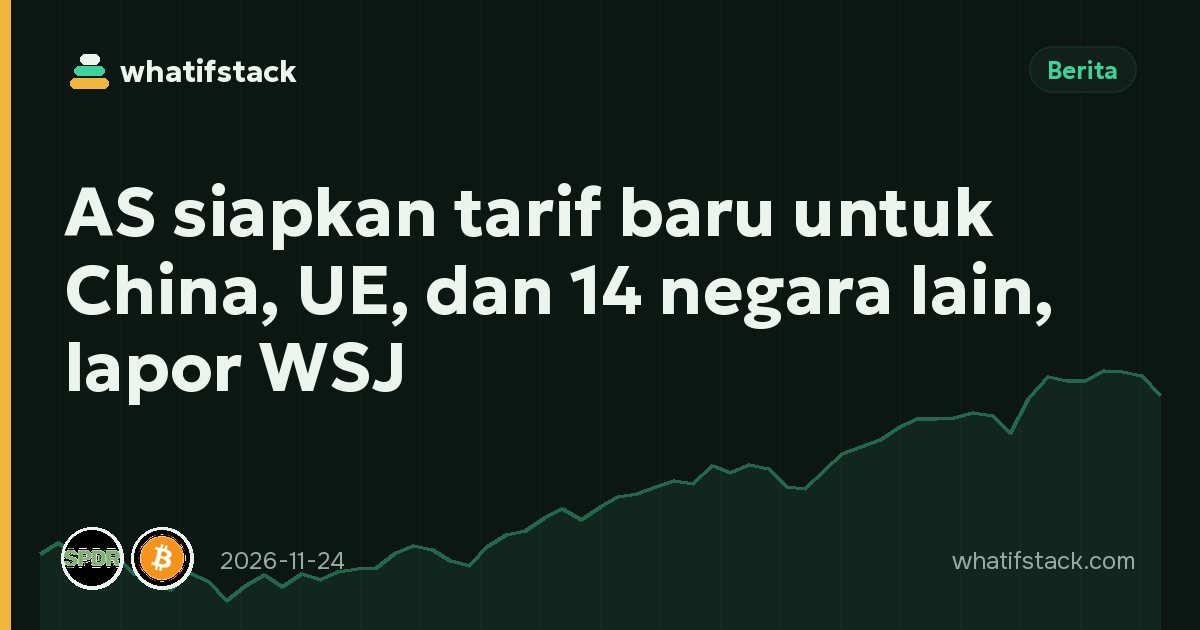 whatifstack
Berita
AS siapkan tarif baru untuk
China, UE, dan 14 negara lain,
lapor WSJ
SPDR
2026-11-24
whatifstack.com